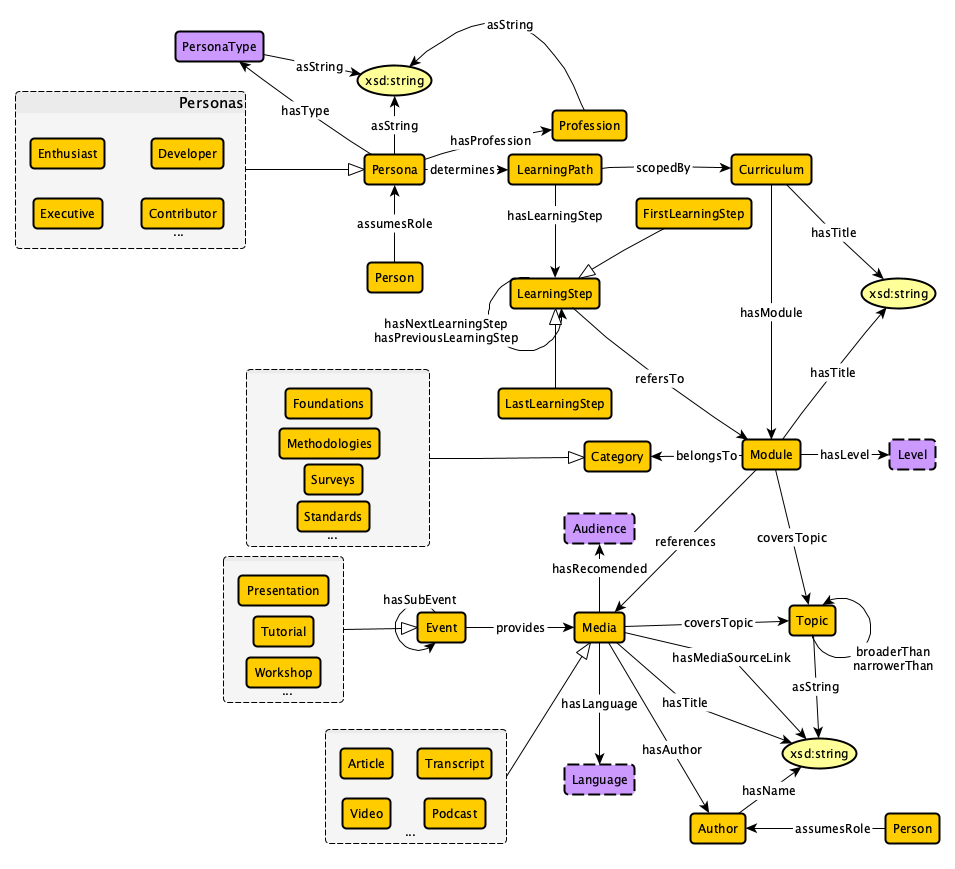 asString
PersonaType
asString
xsd:string
Personas
hasType
asString
Profession
hasProfession
Enthusiast
Developer
Persona
determines
LearningPath
scopedBy
Curriculum
Executive
Contributor
...
assumesRole
hasLearningStep
FirstLearningStep
hasTitle
Person
LearningStep
xsd:string
hasModule
hasNextLearningStep
hasPreviousLearningStep
refersTo
hasTitle
Foundations
LastLearningStep
Methodologies
Category
belongsTo
Module
hasLevel
Level
Surveys
Standards
...
Audience
references
coversTopic
hasRecomended
Presentation
hasSubEvent
Tutorial
Event
provides
Media
coversTopic
Topic
broaderThan
narrowerThan
hasMediaSourceLink
Workshop
...
asString
hasLanguage
hasTitle
hasAuthor
xsd:string
Article
Transcript
Language
hasName
Video
Podcast
...
Author
assumesRole
Person